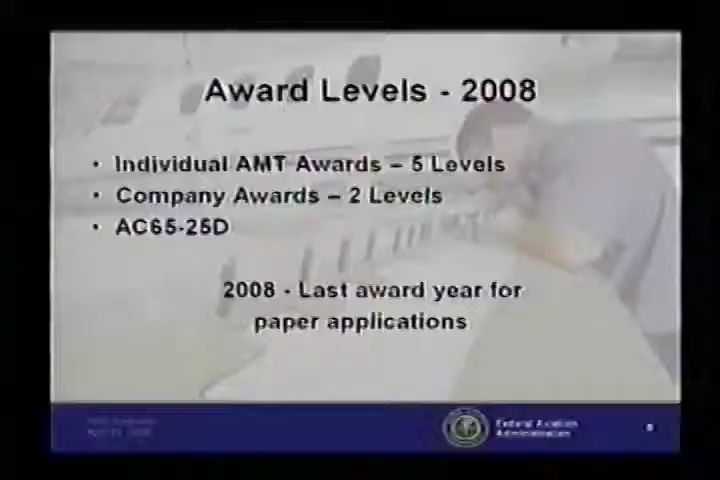 Award Levels - 2008
• Individual AMT Awards – 5 Levels
• Company Awards – 2 Levels
• AC65-25D
2008 - Last award year for
paper applications
Federal Aviation
Administration